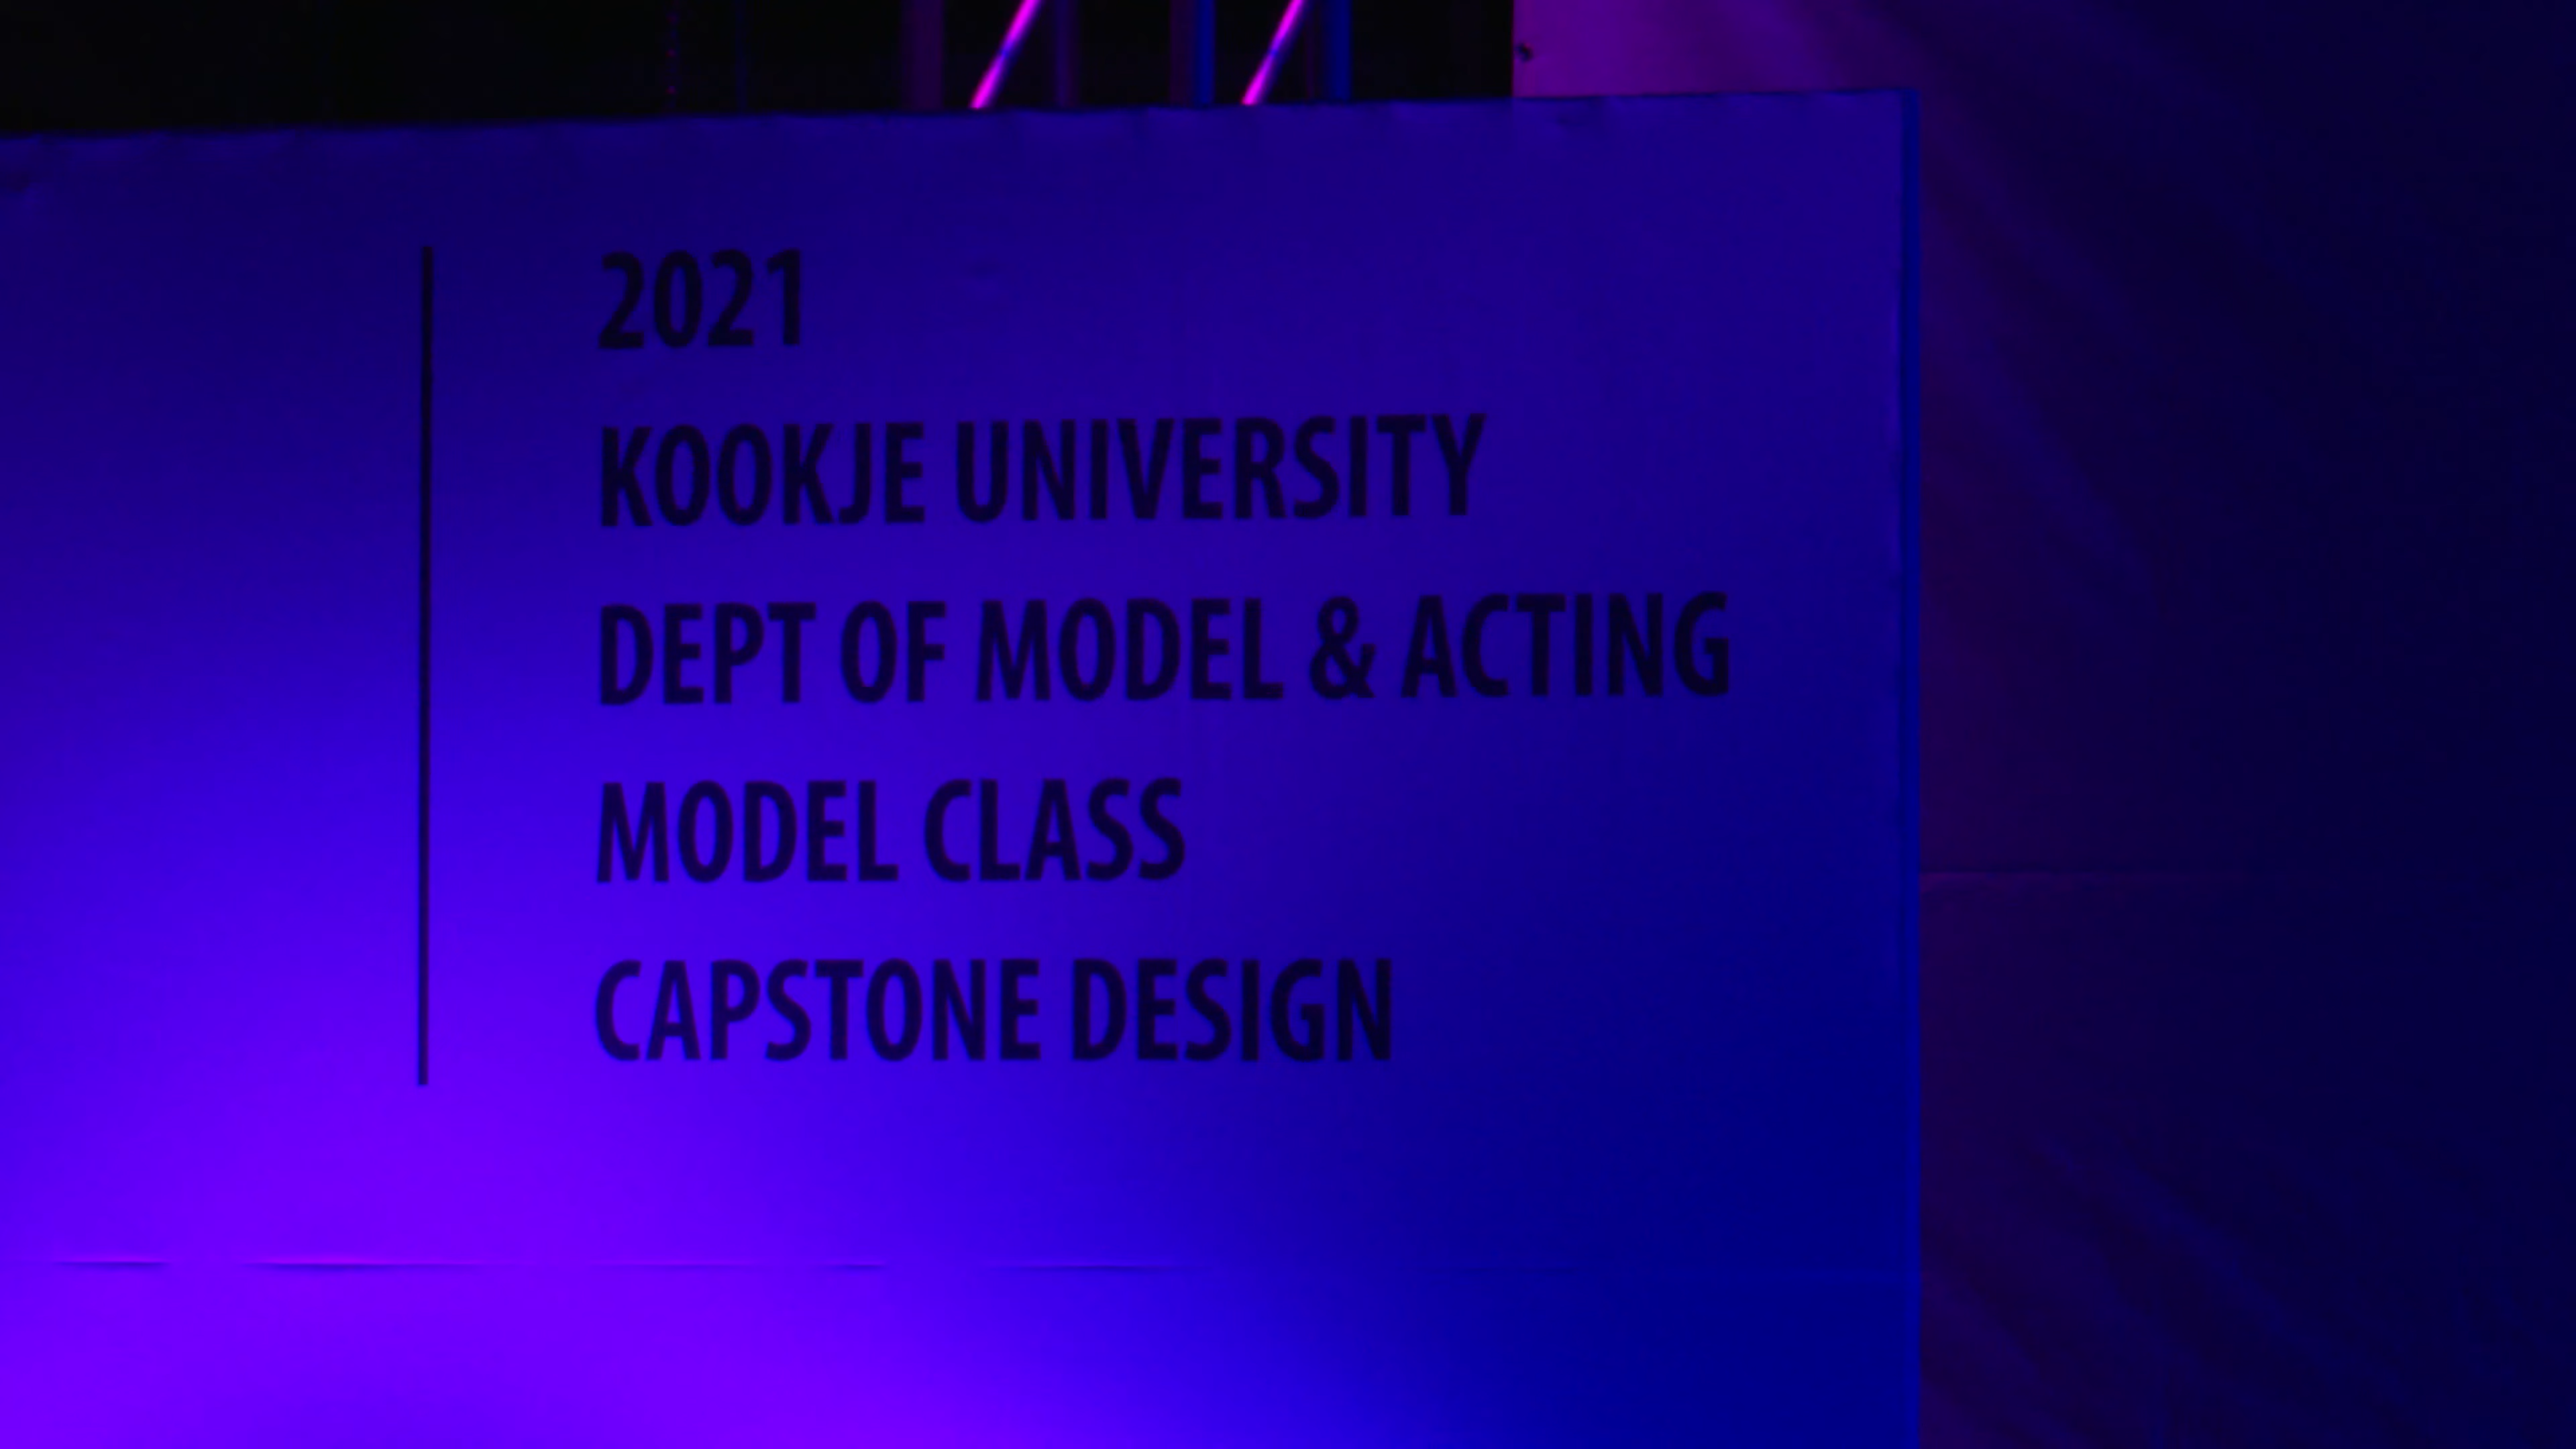 2021
KOOKJE UNIVERSITY
DEPT OF MODEL & ACTING
MODEL CLASS
CAPSTONE DESIGN